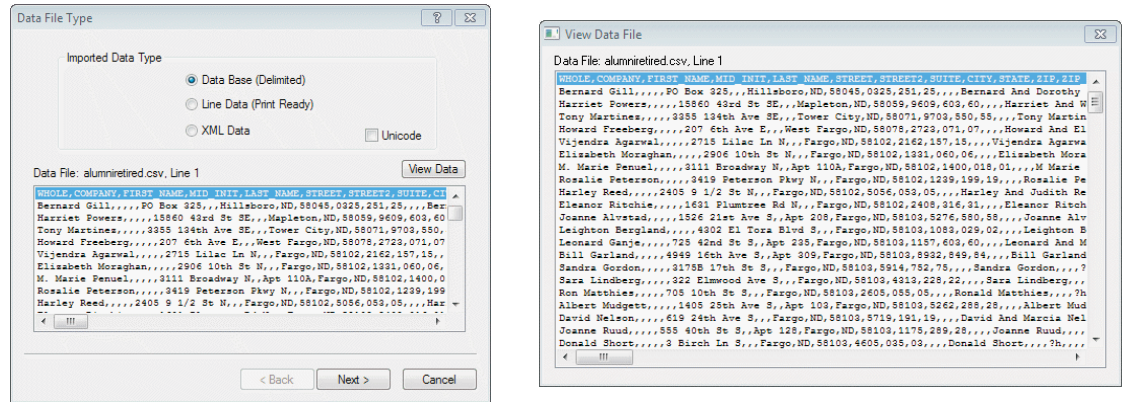 Data File Type
Imported Data Type
Data Base (Delimited)
Line Data (Print Ready)
XML Data
Unicode
Data File: alumniretired.csv, Line 1
View Data
WHOLE,COMPANY,FIRST NAME,MID INIT,LAST NAME,STREET,STREET2,SUITE,CI
Bernard Gill,,,,,PO Box 325,,,Hillsboro,ND,58045,0325,251,25,,,,Ber
Harriet Powers,,,,,15860 43rd St SE,,,Mapleton,ND,58059,9609,603,60
Tony Martines,,,,,3355 134th Ave SE,,,Tower City,ND,58071,9703,550,
Howard Freeberg,,,,,207 6th Ave E,,,West Fargo,ND,58078,2723,071,07
Vijendra Agarwal,,,,,2715 Lilac Ln N,,,Fargo,ND,58102,2162,157,15,,
Elisabeth Moraghan,,,,,2906 10th St N,,,Fargo,ND,58102,1331,060,06,
M. Marie Penuel,,,,,3111 Broadway N,,Apt 110A,Fargo,ND,58102,1400,0
Rosalie Peterson,,,,,3419 Peterson Pkwy N,,,Fargo,ND,58102,1239,199
Harley Reed,,,,,2405 9 1/2 St N,,,Fargo,ND,58102,5056,053,05,,,,Har
< Back
Next >
Cancel
View Data File
Data File: alumniretired.csv, Line 1
WHOLE,COMPANY,FIRST NAME,MID INIT,LAST NAME,STREET,STREET2,SUITE,CITY,STATE,ZIP,ZIP
Bernard Gill,,,,,PO Box 325,,,Hillsboro,ND,58045,0325,251,25,,,,Bernard And Dorothy
Harriet Powers,,,,,15860 43rd St SE,,,Mapleton,ND,58059,9609,603,60,,,,Harriet And W
Tony Martines,,,,,3355 134th Ave SE,,,Tower City,ND,58071,9703,550,55,,,,Tony Martin
Howard Freeberg,,,,,207 6th Ave E,,,West Fargo,ND,58078,2723,071,07,,,,Howard And El
Vijendra Agarwal,,,,,2715 Lilac Ln N,,,Fargo,ND,58102,2162,157,15,,,,Vijendra Agarwa
Elisabeth Moraghan,,,,,2906 10th St N,,,Fargo,ND,58102,1331,060,06,,,,Elisabeth Mora
M. Marie Penuel,,,,,3111 Broadway N,,Apt 110A,Fargo,ND,58102,1400,018,01,,,,M Marie
Rosalie Peterson,,,,,3419 Peterson Pkwy N,,,Fargo,ND,58102,1239,199,19,,,,Rosalie Pe
Harley Reed,,,,,2405 9 1/2 St N,,,Fargo,ND,58102,5056,053,05,,,,Harley And Judith Re
Eleanor Ritchie,,,,,1631 Plumtree Rd N,,,Fargo,ND,58102,2408,316,31,,,,Eleanor Ritch
Joanne Alvstad,,,,,1526 21st Ave S,,Apt 208,Fargo,ND,58103,5276,580,58,,,,Joanne Alv
Leighton Bergland,,,,,4302 El Tora Blvd S,,,Fargo,ND,58103,1083,029,02,,,,Leighton B
Leonard Ganje,,,,,725 42nd St S,,Apt 235,Fargo,ND,58103,1157,603,60,,,,Leonard And M
Bill Garland,,,,,4949 16th Ave S,,Apt 309,Fargo,ND,58103,8932,849,84,,,,Bill Garland
Sandra Gordon,,,,,3175B 17th St S,,,Fargo,ND,58103,5914,752,75,,,,Sandra Gordon,,,,?
Sara Lindberg,,,,,322 Elmwood Ave S,,,Fargo,ND,58103,4313,228,22,,,,Sara Lindberg,,,
Ron Matthies,,,,,705 10th St S,,,Fargo,ND,58103,2605,055,05,,,,Ronald Matthies,,,,?h
Albert Mudgett,,,,,1405 25th Ave S,,Apt 103,Fargo,ND,58103,5262,288,28,,,,Albert Mud
David Nelson,,,,,619 24th Ave S,,,Fargo,ND,58103,5719,191,19,,,,David And Marcia Nel
Joanne Ruud,,,,,555 40th St S,,Apt 128,Fargo,ND,58103,1175,289,28,,,,Joanne Ruud,,,,
Donald Short,,,,,3 Birch Ln S,,,Fargo,ND,58103,4605,035,03,,,,Donald Short,,,,?h,,,,